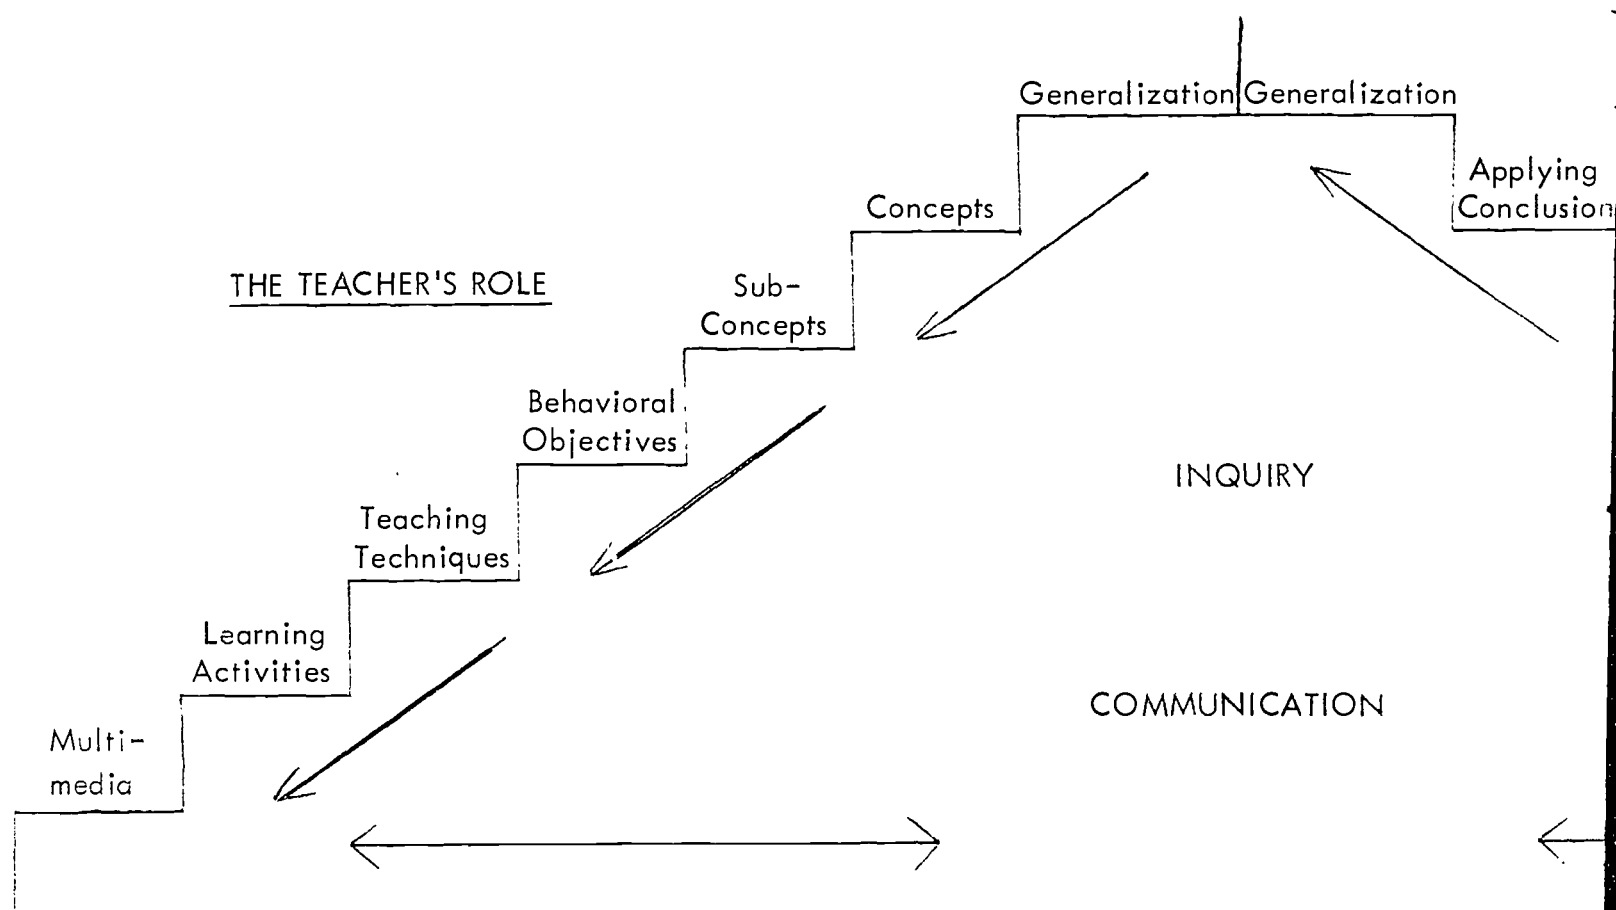 Generalization Generalization
Applying
Conclusion
Concepts
THE TEACHER'S ROLE
Sub-
Concepts
Behavioral
Objectives
INQUIRY
Teaching
Techniques
Learning
Activities
COMMUNICATION
Multi-
media